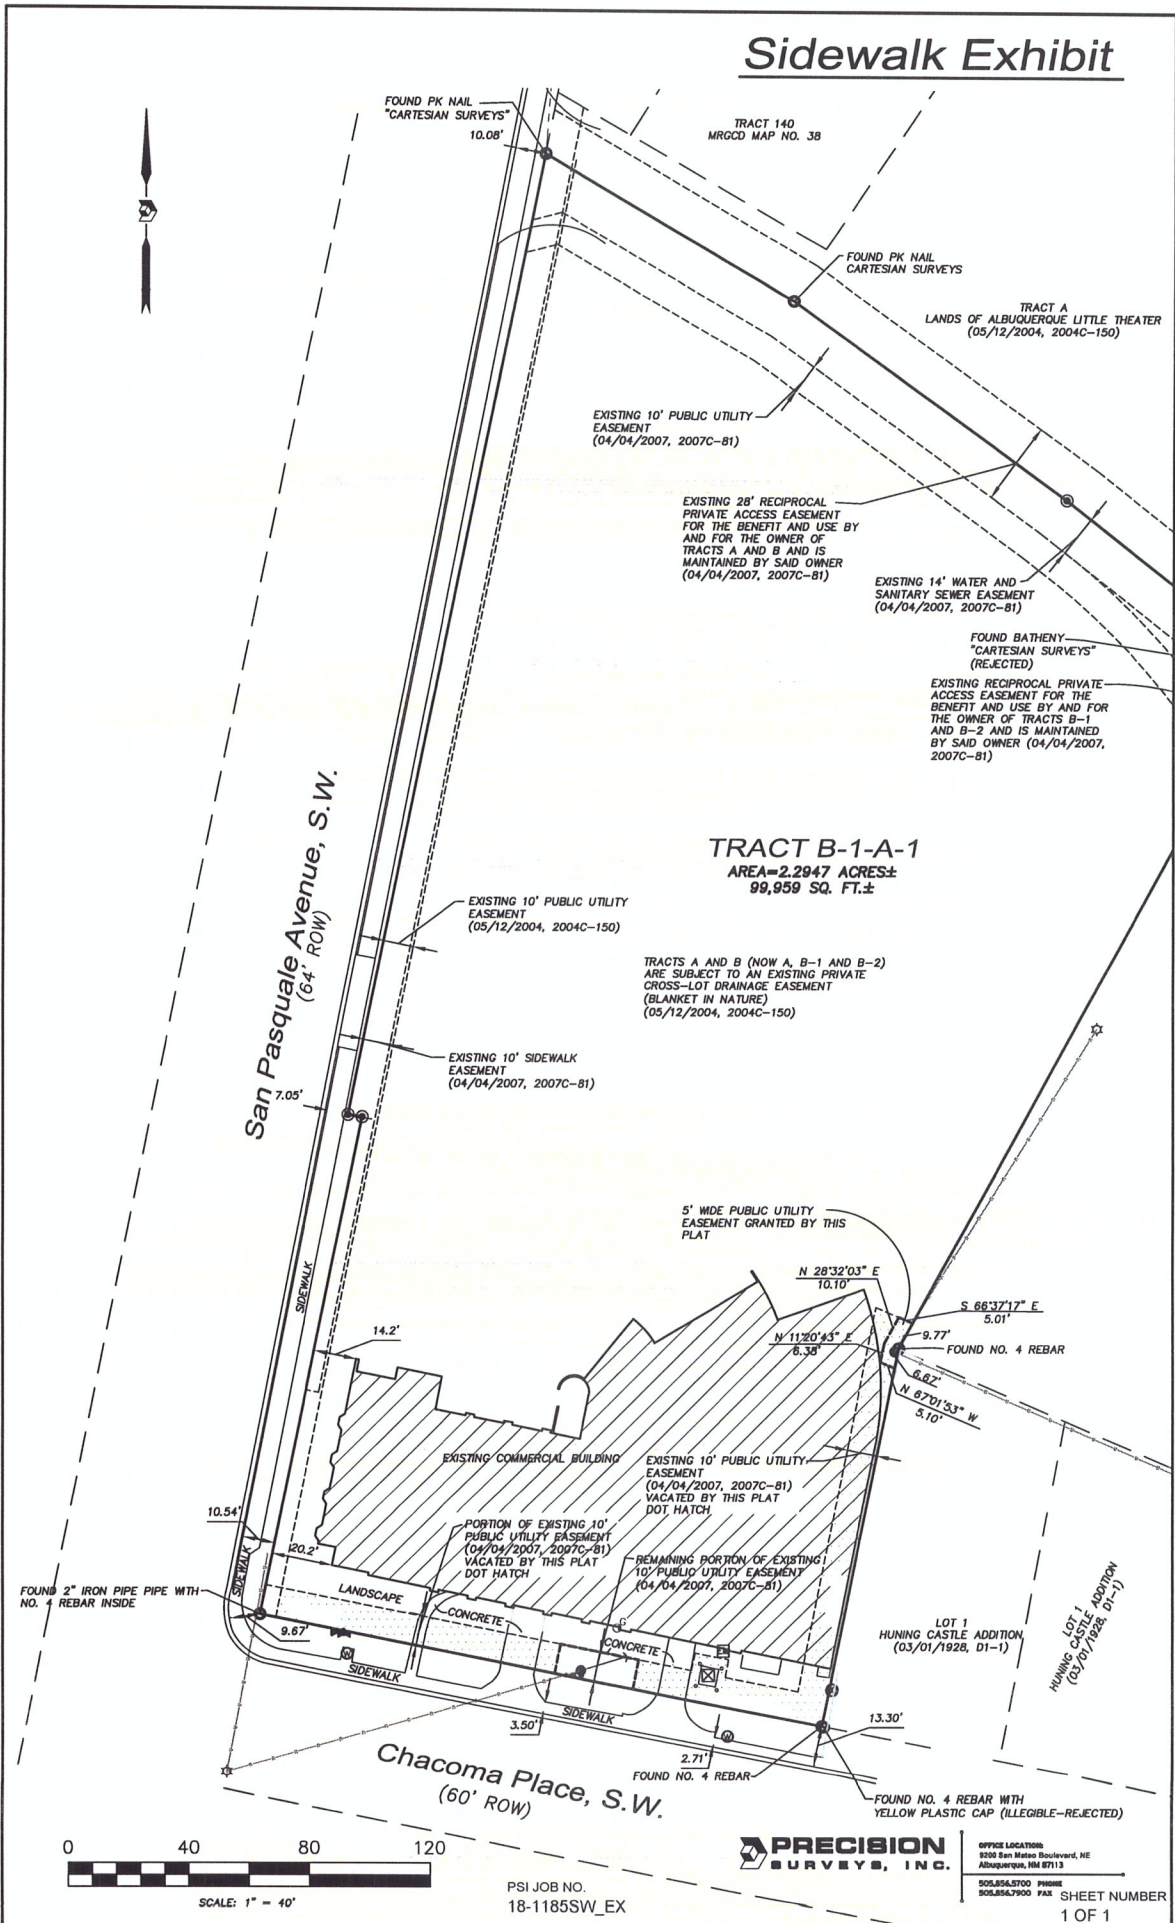 Sidewalk Exhibit
FOUND PK NAIL
"CARTESIAN SURVEYS"
10.08'
TRACT 140
MRGCD MAP NO. 38
FOUND PK NAIL
CARTESIAN SURVEYS
TRACT A
LANDS OF ALBUQUERQUE LITTLE THEATER
(05/12/2004, 2004C-150)
EXISTING 10' PUBLIC UTILITY
EASEMENT
(04/04/2007, 2007C-81)
EXISTING 28' RECIPROCAL
PRIVATE ACCESS EASEMENT
FOR THE BENEFIT AND USE BY
AND FOR THE OWNER OF
TRACTS A AND B AND IS
MAINTAINED BY SAID OWNER
(04/04/2007, 2007C-81)
EXISTING 14' WATER AND
SANITARY SEWER EASEMENT
(04/04/2007, 2007C-81)
FOUND BATHENY
"CARTESIAN SURVEYS"
(REJECTED)
EXISTING RECIPROCAL PRIVATE
ACCESS EASEMENT FOR THE
BENEFIT AND USE BY AND FOR
THE OWNER OF TRACTS B-1
AND B-2 AND IS MAINTAINED
BY SAID OWNER (04/04/2007,
2007C-81)
San Pasquale Avenue, S.W.
(64' ROW)
TRACT B-1-A-1
AREA=2.2947 ACRES±
99,959 SQ. FT.±
EXISTING 10' PUBLIC UTILITY
EASEMENT
(05/12/2004, 2004C-150)
TRACTS A AND B (NOW A, B-1 AND B-2)
ARE SUBJECT TO AN EXISTING PRIVATE
CROSS-LOT DRAINAGE EASEMENT
(BLANKET IN NATURE)
(05/12/2004, 2004C-150)
EXISTING 10' SIDEWALK
EASEMENT
(04/04/2007, 2007C-81)
7.05'
5' WIDE PUBLIC UTILITY
EASEMENT GRANTED BY THIS
PLAT
N 28°32'03" E
10.10'
S 66°37'17" E
5.01'
SIDEWALK
14.2'
N 11°20'43" E
6.38'
9.77'
FOUND NO. 4 REBAR
6.67'
N 67°01'53" W
5.10'
EXISTING COMMERCIAL BUILDING
EXISTING 10' PUBLIC UTILITY
EASEMENT
(04/04/2007, 2007C-81)
VACATED BY THIS PLAT
DOT HATCH
10.54'
PORTION OF EXISTING 10'
PUBLIC UTILITY EASEMENT
(04/04/2007, 2007C-81)
VACATED BY THIS PLAT
DOT HATCH
20.2'
REMAINING PORTION OF EXISTING
10' PUBLIC UTILITY EASEMENT
(04/04/2007, 2007C-81)
SIDEWALK
FOUND 2" IRON PIPE PIPE WITH
NO. 4 REBAR INSIDE
LANDSCAPE
CONCRETE
G
CONCRETE
LOT 1
HUNING CASTLE ADDITION
(03/01/1928, D1-1)
LOT 1
HUNING CASTLE ADDITION
(03/01/1928, D1-1)
9.67'
SIDEWALK
SIDEWALK
3.50'
2.71'
13.30'
Chacoma Place, S.W.
(60' ROW)
FOUND NO. 4 REBAR
FOUND NO. 4 REBAR WITH
YELLOW PLASTIC CAP (ILLEGIBLE-REJECTED)
0 40 80 120
SCALE: 1" = 40'
PSI JOB NO.
18-1185SW_EX
PRECISION
SURVEYS, INC.
OFFICE LOCATION:
9200 San Mateo Boulevard, NE
Albuquerque, NM 87113
505.856.5700 PHONE
505.856.7900 FAX
SHEET NUMBER
1 OF 1